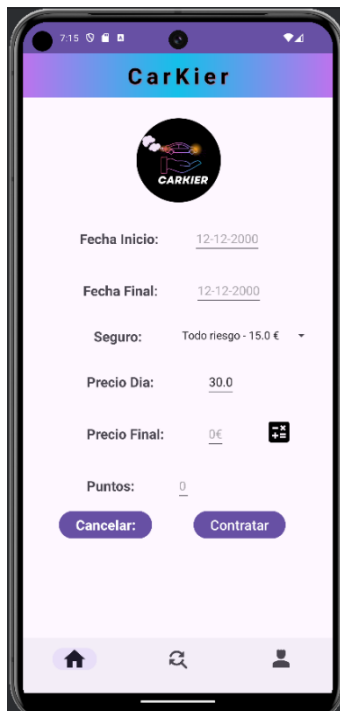 7:15
CarKier
CARKIER
Fecha Inicio: 12-12-2000
Fecha Final: 12-12-2000
Seguro: Todo riesgo - 15.0 €
Precio Dia: 30.0
Precio Final: 0€
Puntos: 0
Cancelar: Contratar